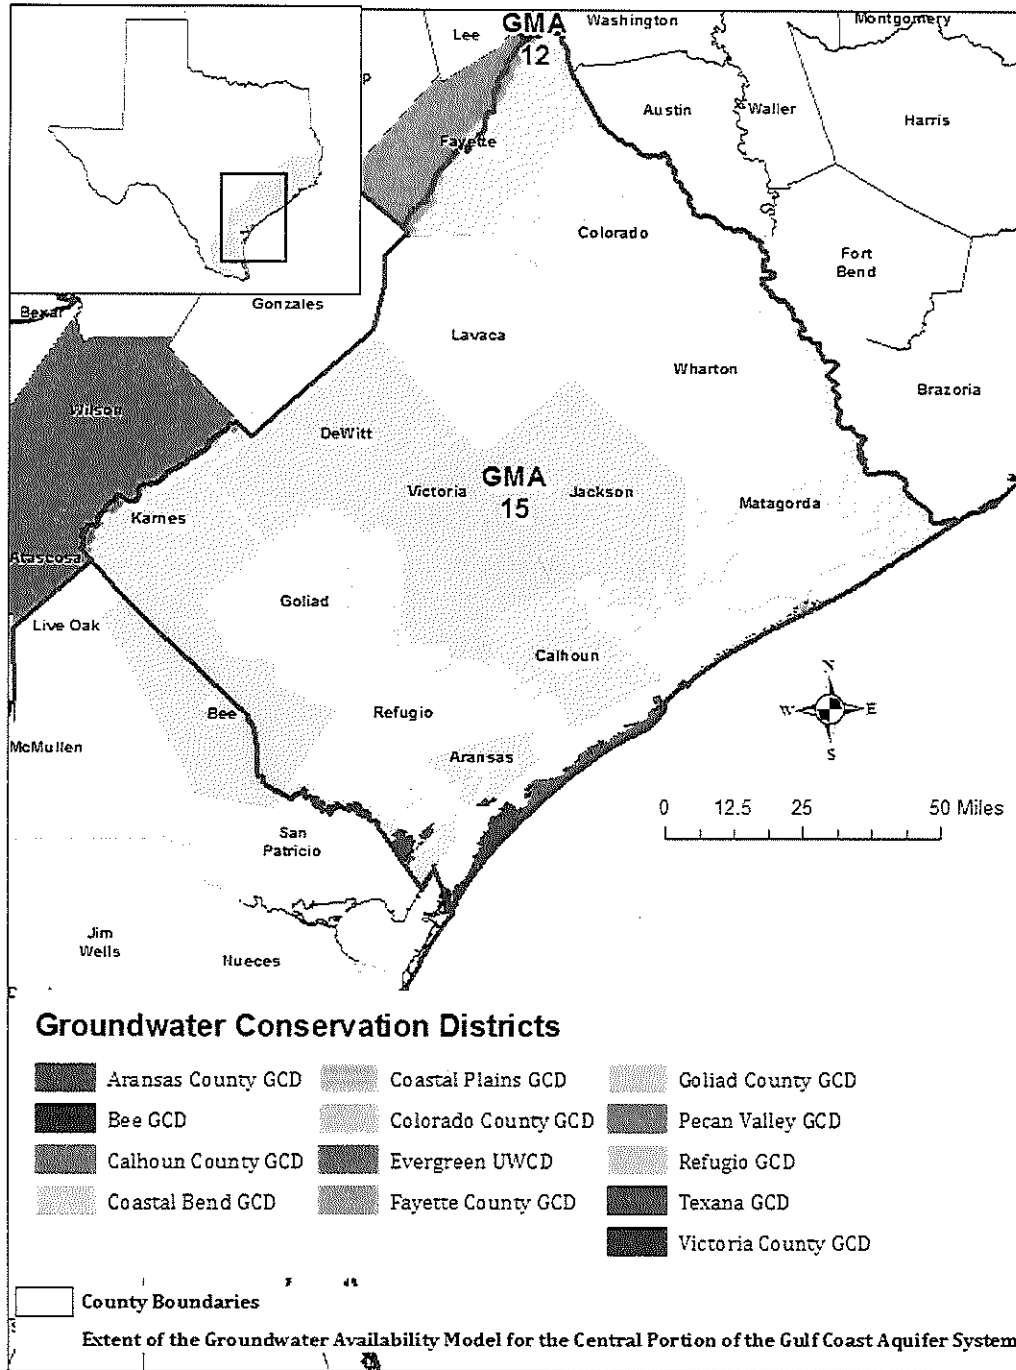 GMA
12
Washington
Montgomery
Lee
Austin
Waller
Harris
Fayette
Colorado
Fort
Bend
Bexar
Gonzales
Lavaca
Wharton
Brazoria
Wilson
DeWitt
GMA
15
Victoria
Jackson
Matagorda
Karnes
Atascosa
Goliad
Live Oak
Calhoun
Bee
Refugio
McMullen
Aransas
N
W
E
S
0 12.5 25 50 Miles
San
Patricio
Jim
Wells
Nueces
Groundwater Conservation Districts
Aransas County GCD
Bee GCD
Calhoun County GCD
Coastal Bend GCD
Coastal Plains GCD
Colorado County GCD
Evergreen UWCD
Fayette County GCD
Goliad County GCD
Pecan Valley GCD
Refugio GCD
Texana GCD
Victoria County GCD
County Boundaries
Extent of the Groundwater Availability Model for the Central Portion of the Gulf Coast Aquifer System